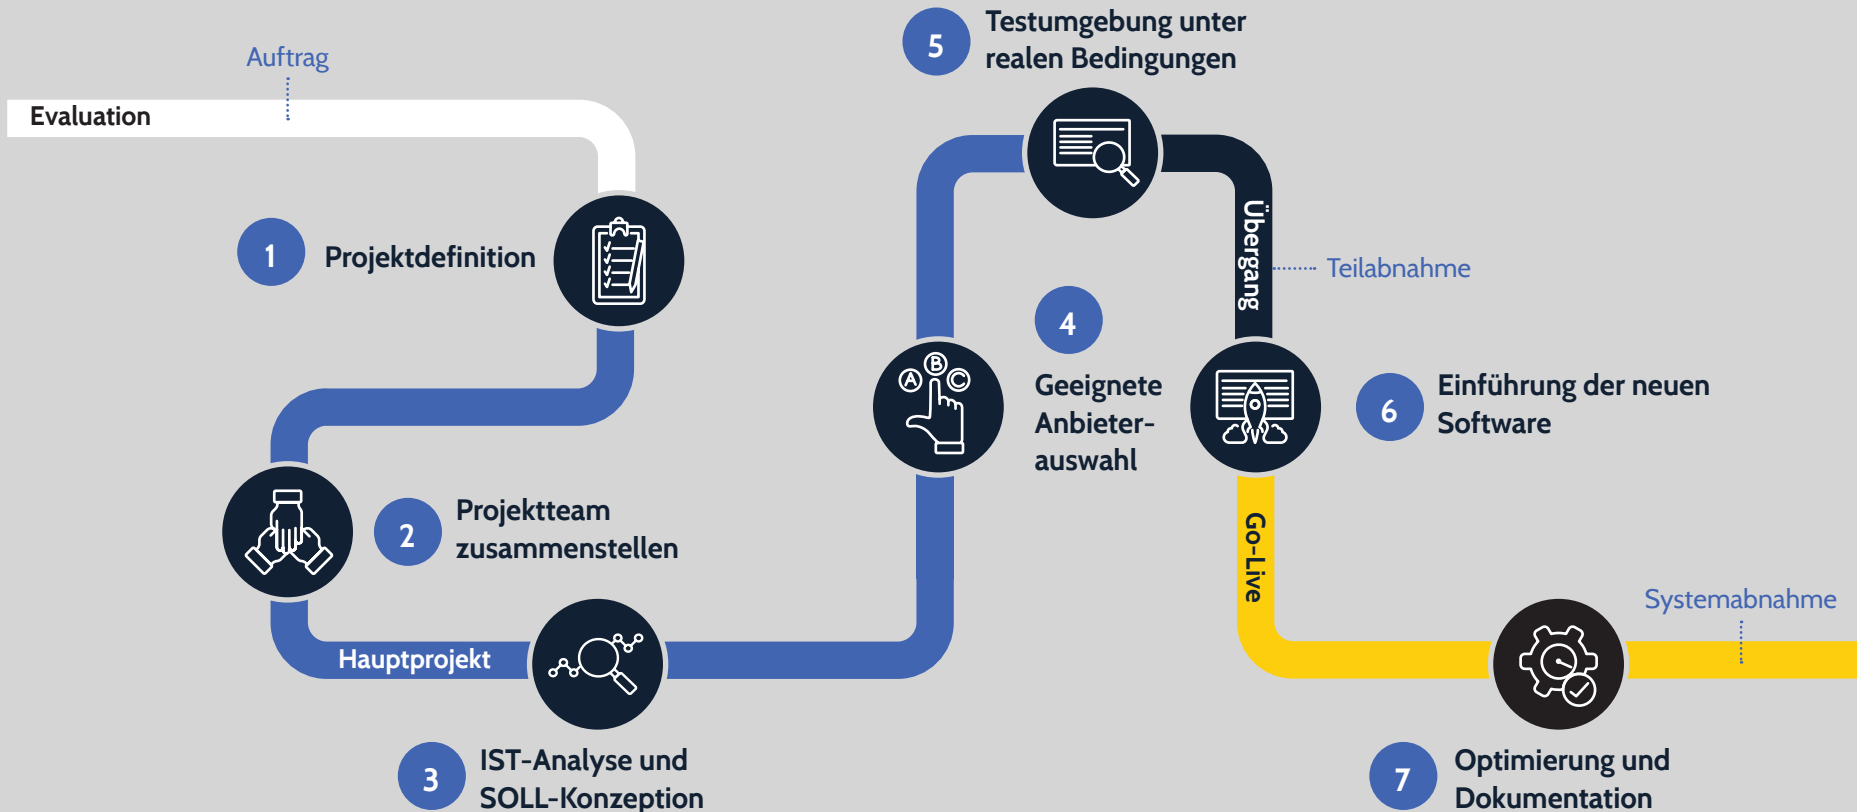 Auftrag
Evaluation
1
Projektdefinition
2
Projektteam
zusammenstellen
Hauptprojekt
3
IST-Analyse und
SOLL-Konzeption
A
B
C
4
Geeignete
Anbieter-
auswahl
5
Testumgebung unter
realen Bedingungen
Übergang
Teilabnahme
6
Einführung der neuen
Software
Go-Live
7
Optimierung und
Dokumentation
Systemabnahme